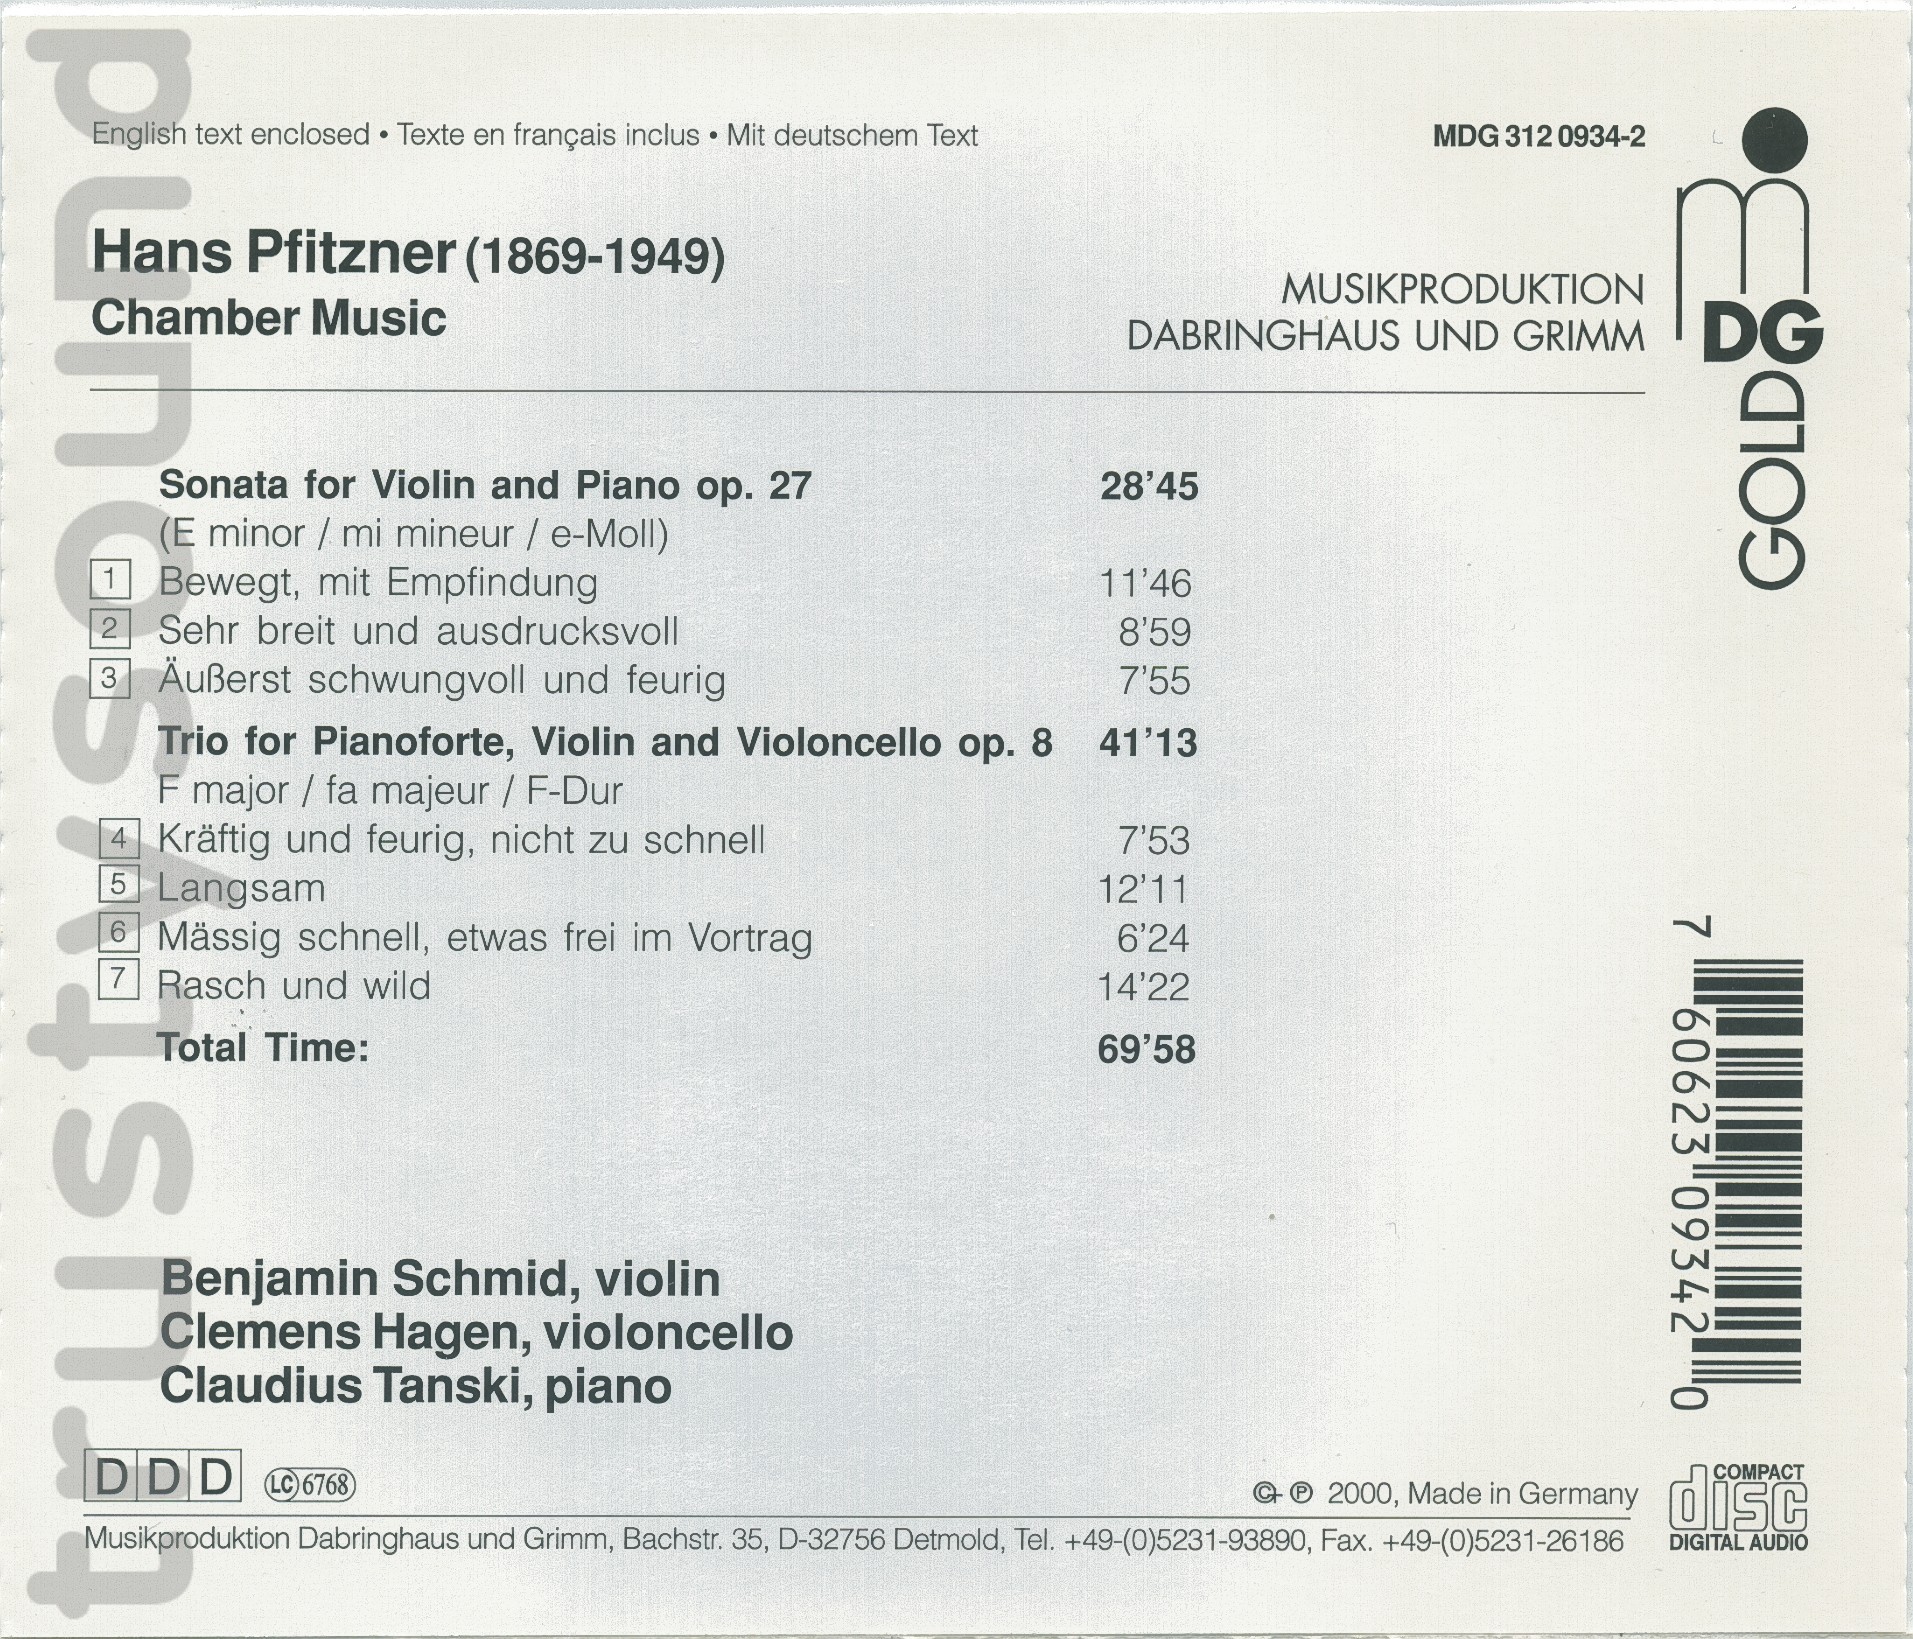 trustysound
English text enclosed • Texte en français inclus • Mit deutschem Text
MDG 312 0934-2
Hans Pfitzner (1869-1949)
Chamber Music
MUSIKPRODUKTION
DABRINGHAUS UND GRIMM
m
DG
GOLD
Sonata for Violin and Piano op. 27 28’45
(E minor / mi mineur / e-Moll)
1 Bewegt, mit Empfindung 11’46
2 Sehr breit und ausdrucksvoll 8’59
3 Äußerst schwungvoll und feurig 7’55
Trio for Pianoforte, Violin and Violoncello op. 8 41’13
F major / fa majeur / F-Dur
4 Kräftig und feurig, nicht zu schnell 7’53
5 Langsam 12’11
6 Mässig schnell, etwas frei im Vortrag 6’24
7 Rasch und wild 14’22
Total Time: 69’58
7 60623 09342 0
Benjamin Schmid, violin
Clemens Hagen, violoncello
Claudius Tanski, piano
DDD
LC 6768
© + ℗ 2000, Made in Germany
COMPACT
disc
DIGITAL AUDIO
Musikproduktion Dabringhaus und Grimm, Bachstr. 35, D-32756 Detmold, Tel. +49-(0)5231-93890, Fax. +49-(0)5231-26186